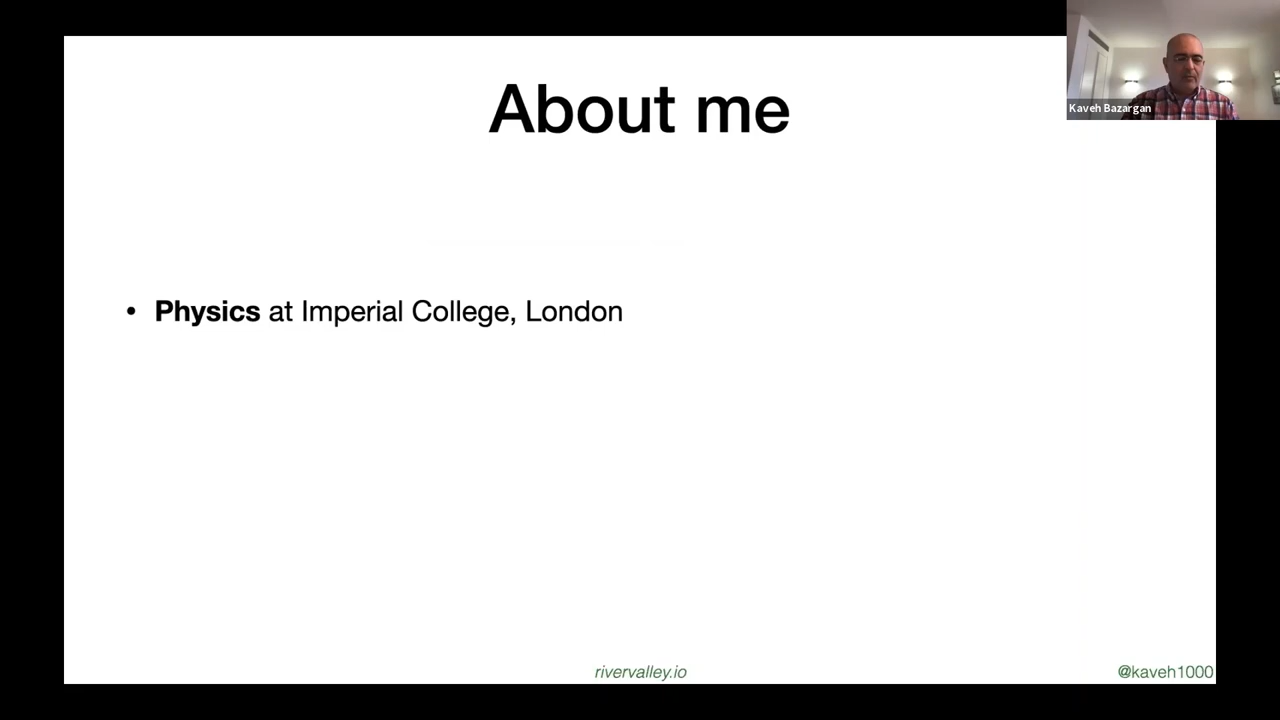 About me
Kaveh Bazargan
• Physics at Imperial College, London
rivervalley.io
@kaveh1000